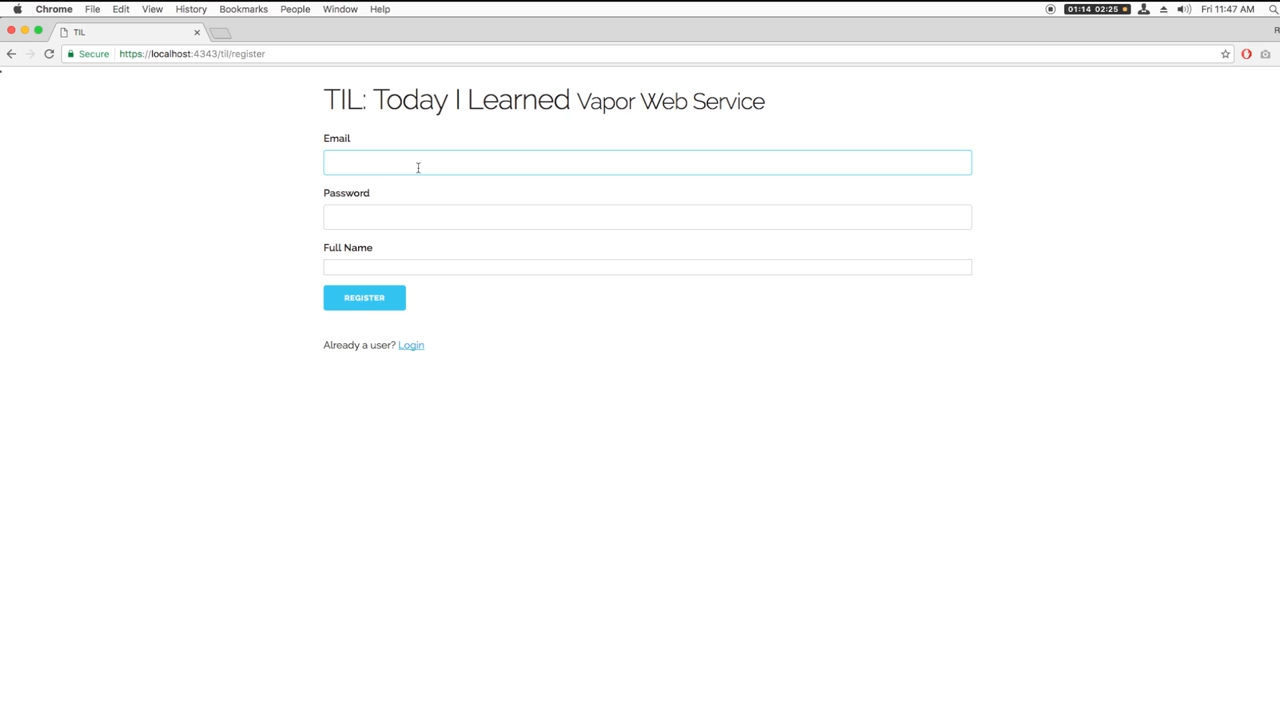 Chrome File Edit View History Bookmarks People Window Help 01:14 02:25 Fri 11:47 AM
TIL
R
Secure https://localhost:4343/til/register
TIL: Today I Learned Vapor Web Service
Email
Password
Full Name
REGISTER
Already a user? Login